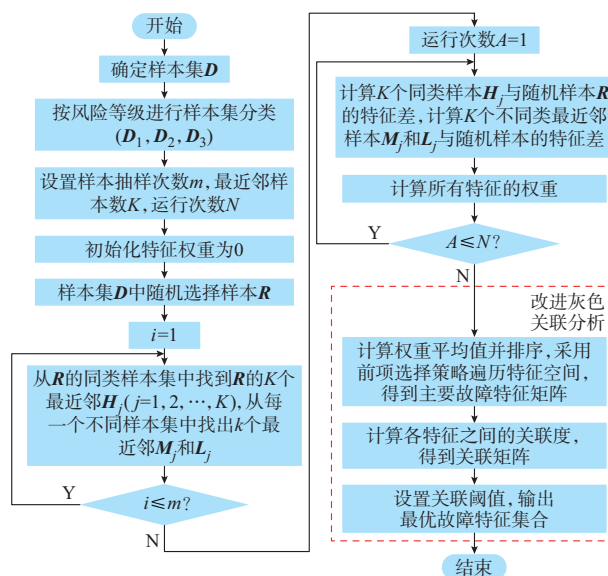 开始
确定样本集D
按风险等级进行样本集分类
(D₁, D₂, D₃)
设置样本抽样次数m,最近邻样
本数K,运行次数N
初始化特征权重为0
样本集D中随机选择样本R
i=1
从R的同类样本集中找到R的K个
最近邻Hⱼ(j=1, 2, ⋯, K),从每
一个不同样本集中找出k个最
近邻Mⱼ和Lⱼ
Y
i≤m?
N
运行次数A=1
计算K个同类样本Hⱼ与随机样本R
的特征差,计算K个不同类最近邻
样本Mⱼ和Lⱼ与随机样本的特征差
计算所有特征的权重
Y
A≤N?
N
改进灰色
关联分析
计算权重平均值并排序,采用
前项选择策略遍历特征空间,
得到主要故障特征矩阵
计算各特征之间的关联度,
得到关联矩阵
设置关联阈值,输出
最优故障特征集合
结束